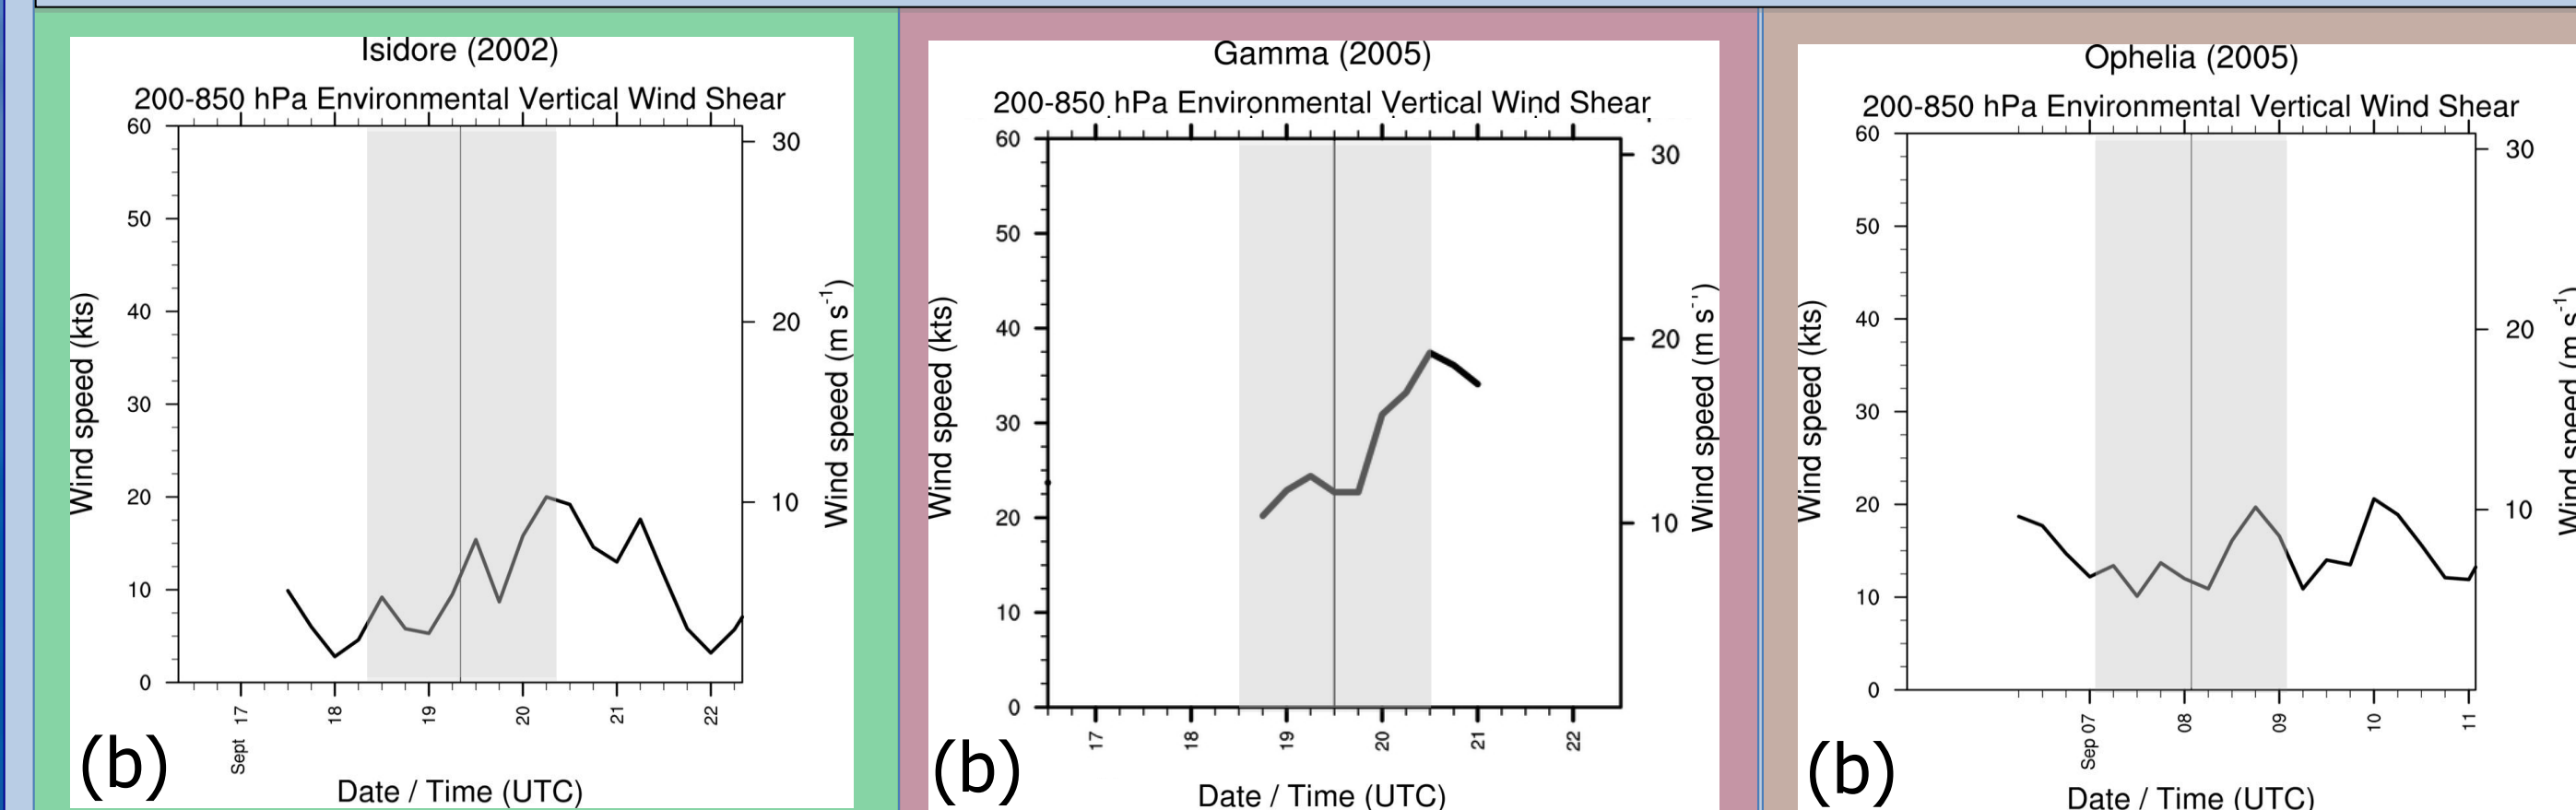 Isidore (2002)
200-850 hPa Environmental Vertical Wind Shear
60
50
40
30
20
10
0
30
20
10
Wind speed (kts)
Wind speed (m s-1)
17
18
19
20
21
22
Sept
(b)
Date / Time (UTC)
Gamma (2005)
200-850 hPa Environmental Vertical Wind Shear
60
50
40
30
20
10
0
30
20
10
Wind speed (kts)
Wind speed (m s-1)
17
18
19
20
21
22
(b)
Date / Time (UTC)
Ophelia (2005)
200-850 hPa Environmental Vertical Wind Shear
60
50
40
30
20
10
0
30
20
10
Wind speed (kts)
Wind speed (m s-1)
Sep 07
08
09
10
11
(b)
Date / Time (UTC)